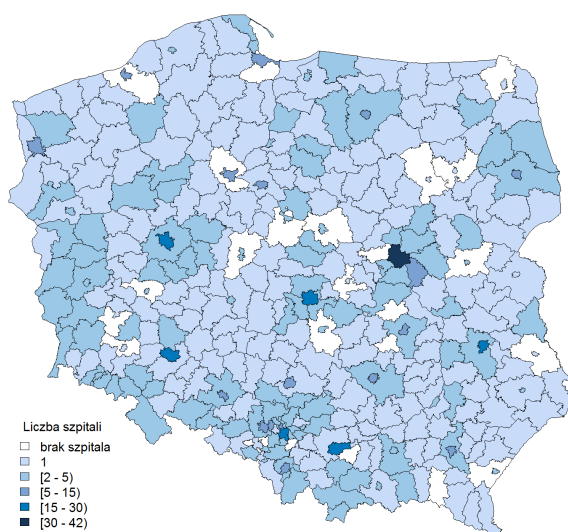 Liczba szpitali
brak szpitala
1
[2 - 5)
[5 - 15)
[15 - 30)
[30 - 42)